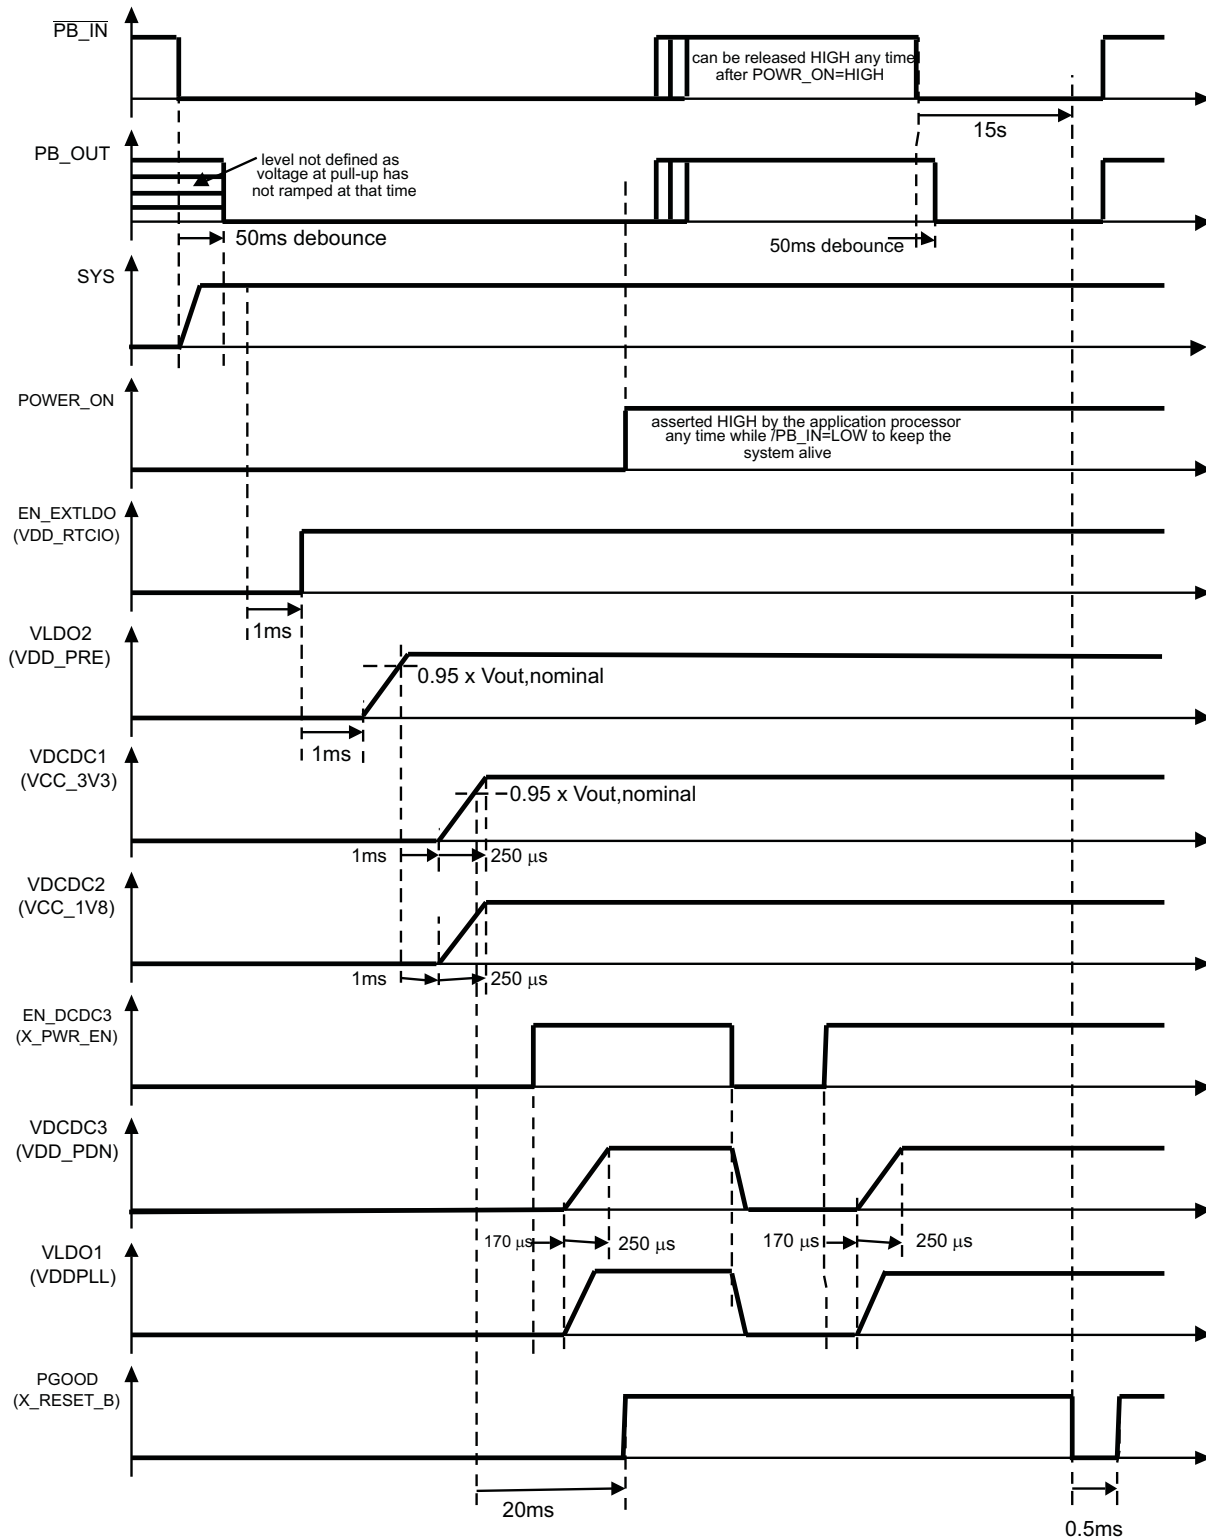 PB_IN
can be released HIGH any time
after POWR_ON=HIGH
15s
PB_OUT
level not defined as
voltage at pull-up has
not ramped at that time
50ms debounce
50ms debounce
SYS
POWER_ON
asserted HIGH by the application processor
any time while /PB_IN=LOW to keep the
system alive
EN_EXTLDO
(VDD_RTCIO)
1ms
VLDO2
(VDD_PRE)
0.95 x Vout,nominal
1ms
VDCDC1
(VCC_3V3)
0.95 x Vout,nominal
1ms
250 µs
VDCDC2
(VCC_1V8)
1ms
250 µs
EN_DCDC3
(X_PWR_EN)
VDCDC3
(VDD_PDN)
170 µs
250 µs
170 µs
250 µs
VLDO1
(VDDPLL)
PGOOD
(X_RESET_B)
20ms
0.5ms